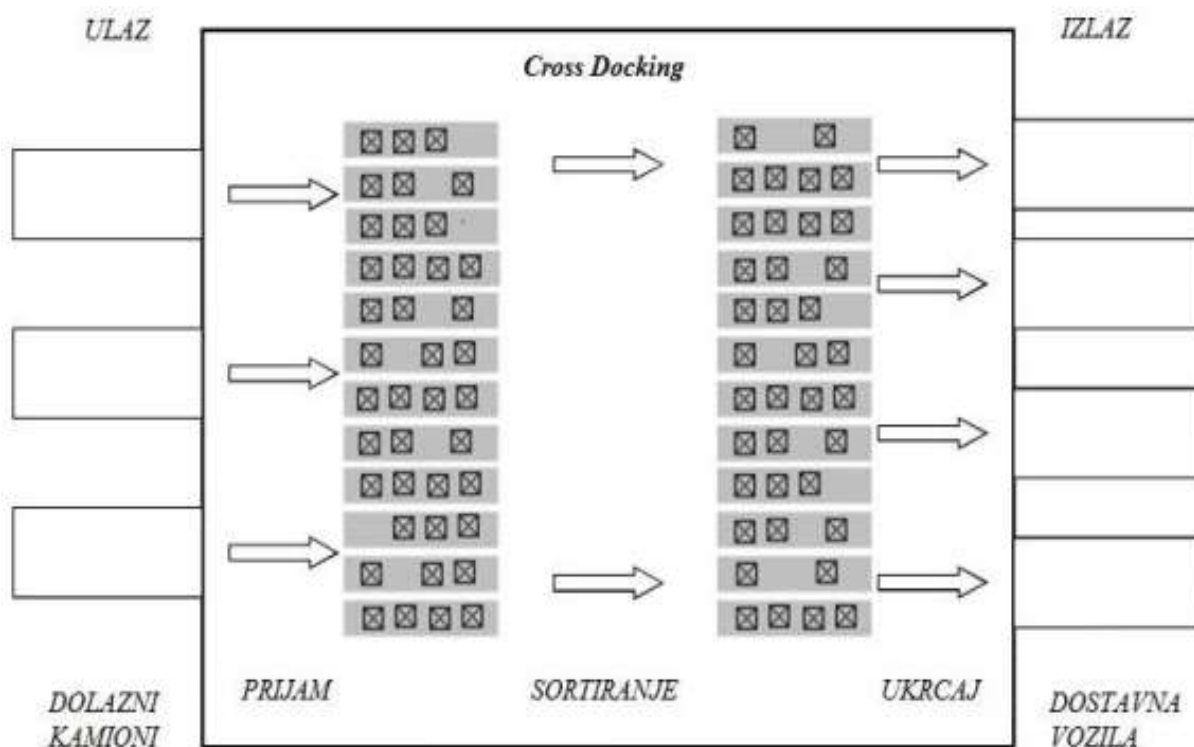 ULAZ
IZLAZ
Cross Docking
PRIJAM
SORTIRANJE
UKRCAJ
DOLAZNI
KAMIONI
DOSTAVNA
VOZILA